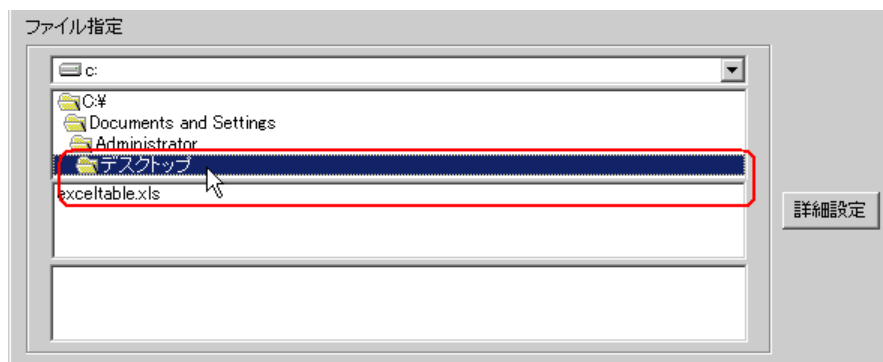 ファイル指定
c:
C:¥
Documents and Settings
Administrator
デスクトップ
exceltable.xls
詳細設定